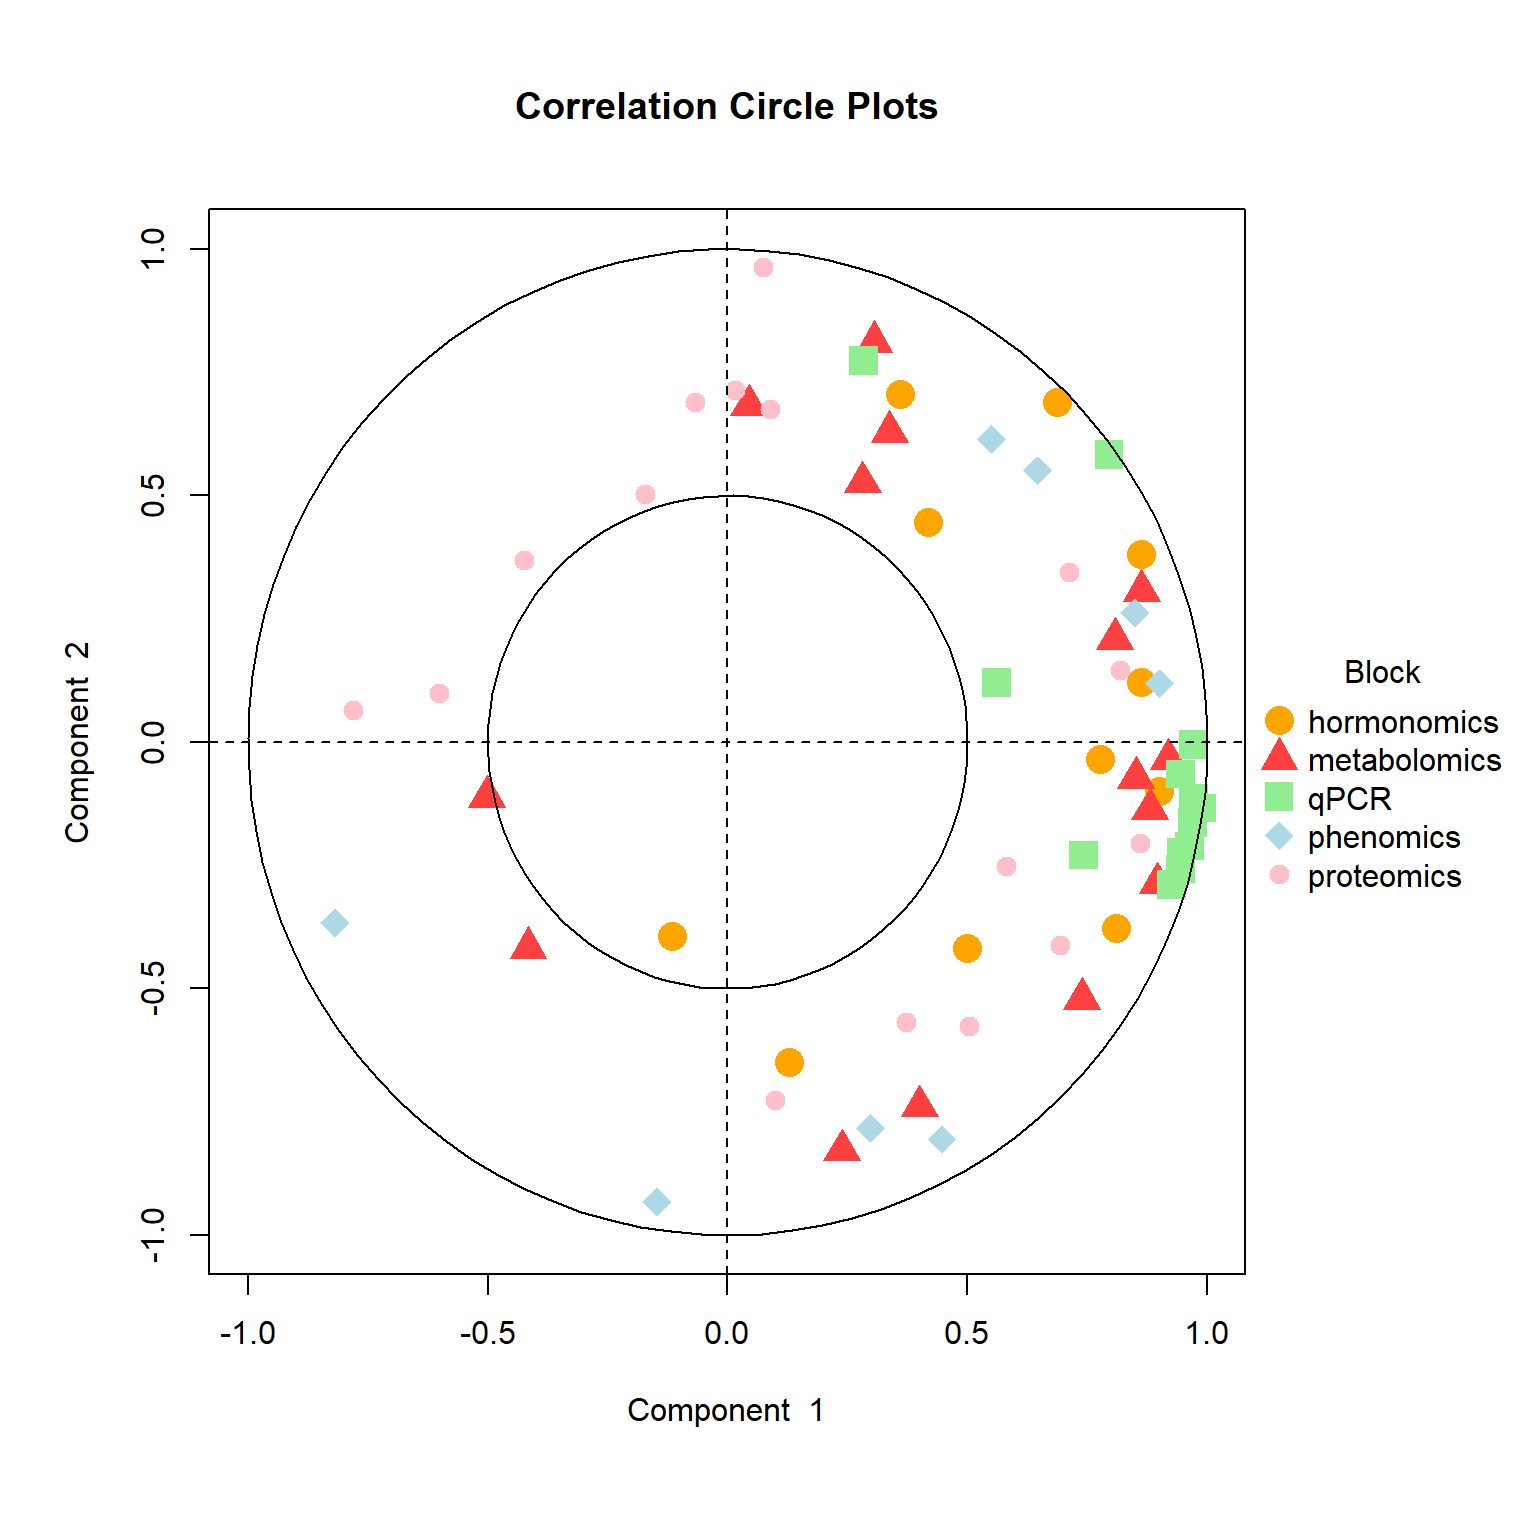 Correlation Circle Plots
1.0
0.5
0.0
-0.5
-1.0
Component 2
-1.0
-0.5
0.0
0.5
1.0
Component 1
Block
hormonomics
metabolomics
qPCR
phenomics
proteomics